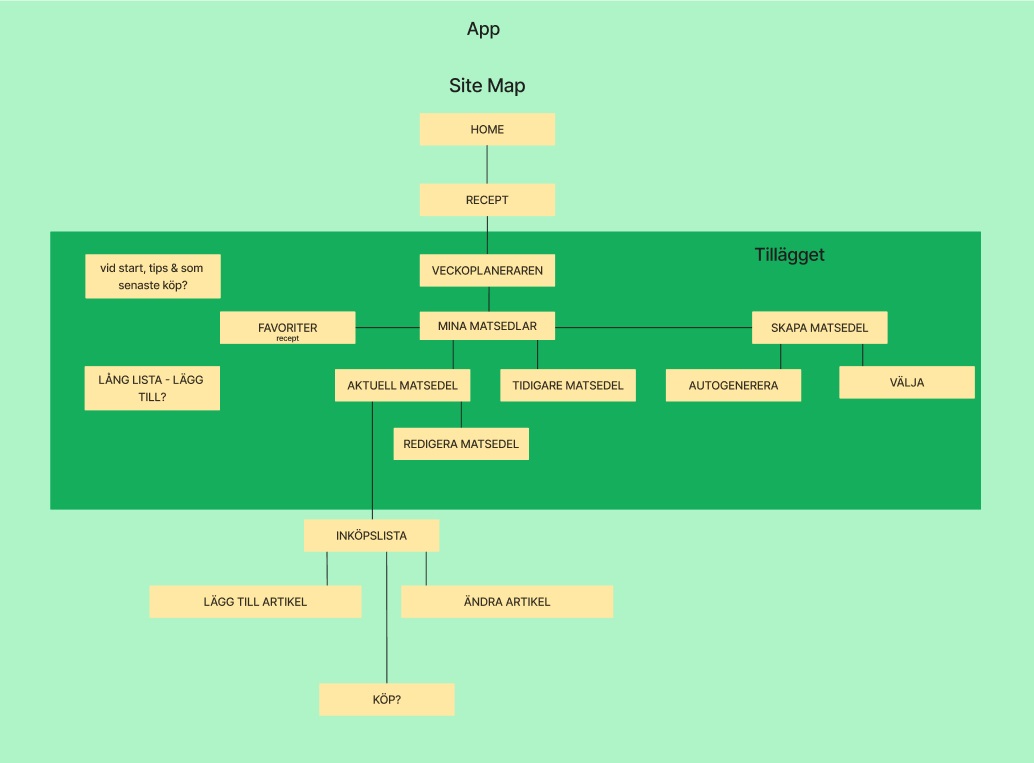 App
Site Map
HOME
RECEPT
Tillägget
vid start, tips & som
senaste köp?
VECKOPLANERAREN
FAVORITER
recept
MINA MATSEDLAR
SKAPA MATSEDEL
LÅNG LISTA - LÄGG
TILL?
AKTUELL MATSEDEL
TIDIGARE MATSEDEL
AUTOGENERERA
VÄLJA
REDIGERA MATSEDEL
INKÖPSLISTA
LÄGG TILL ARTIKEL
ÄNDRA ARTIKEL
KÖP?